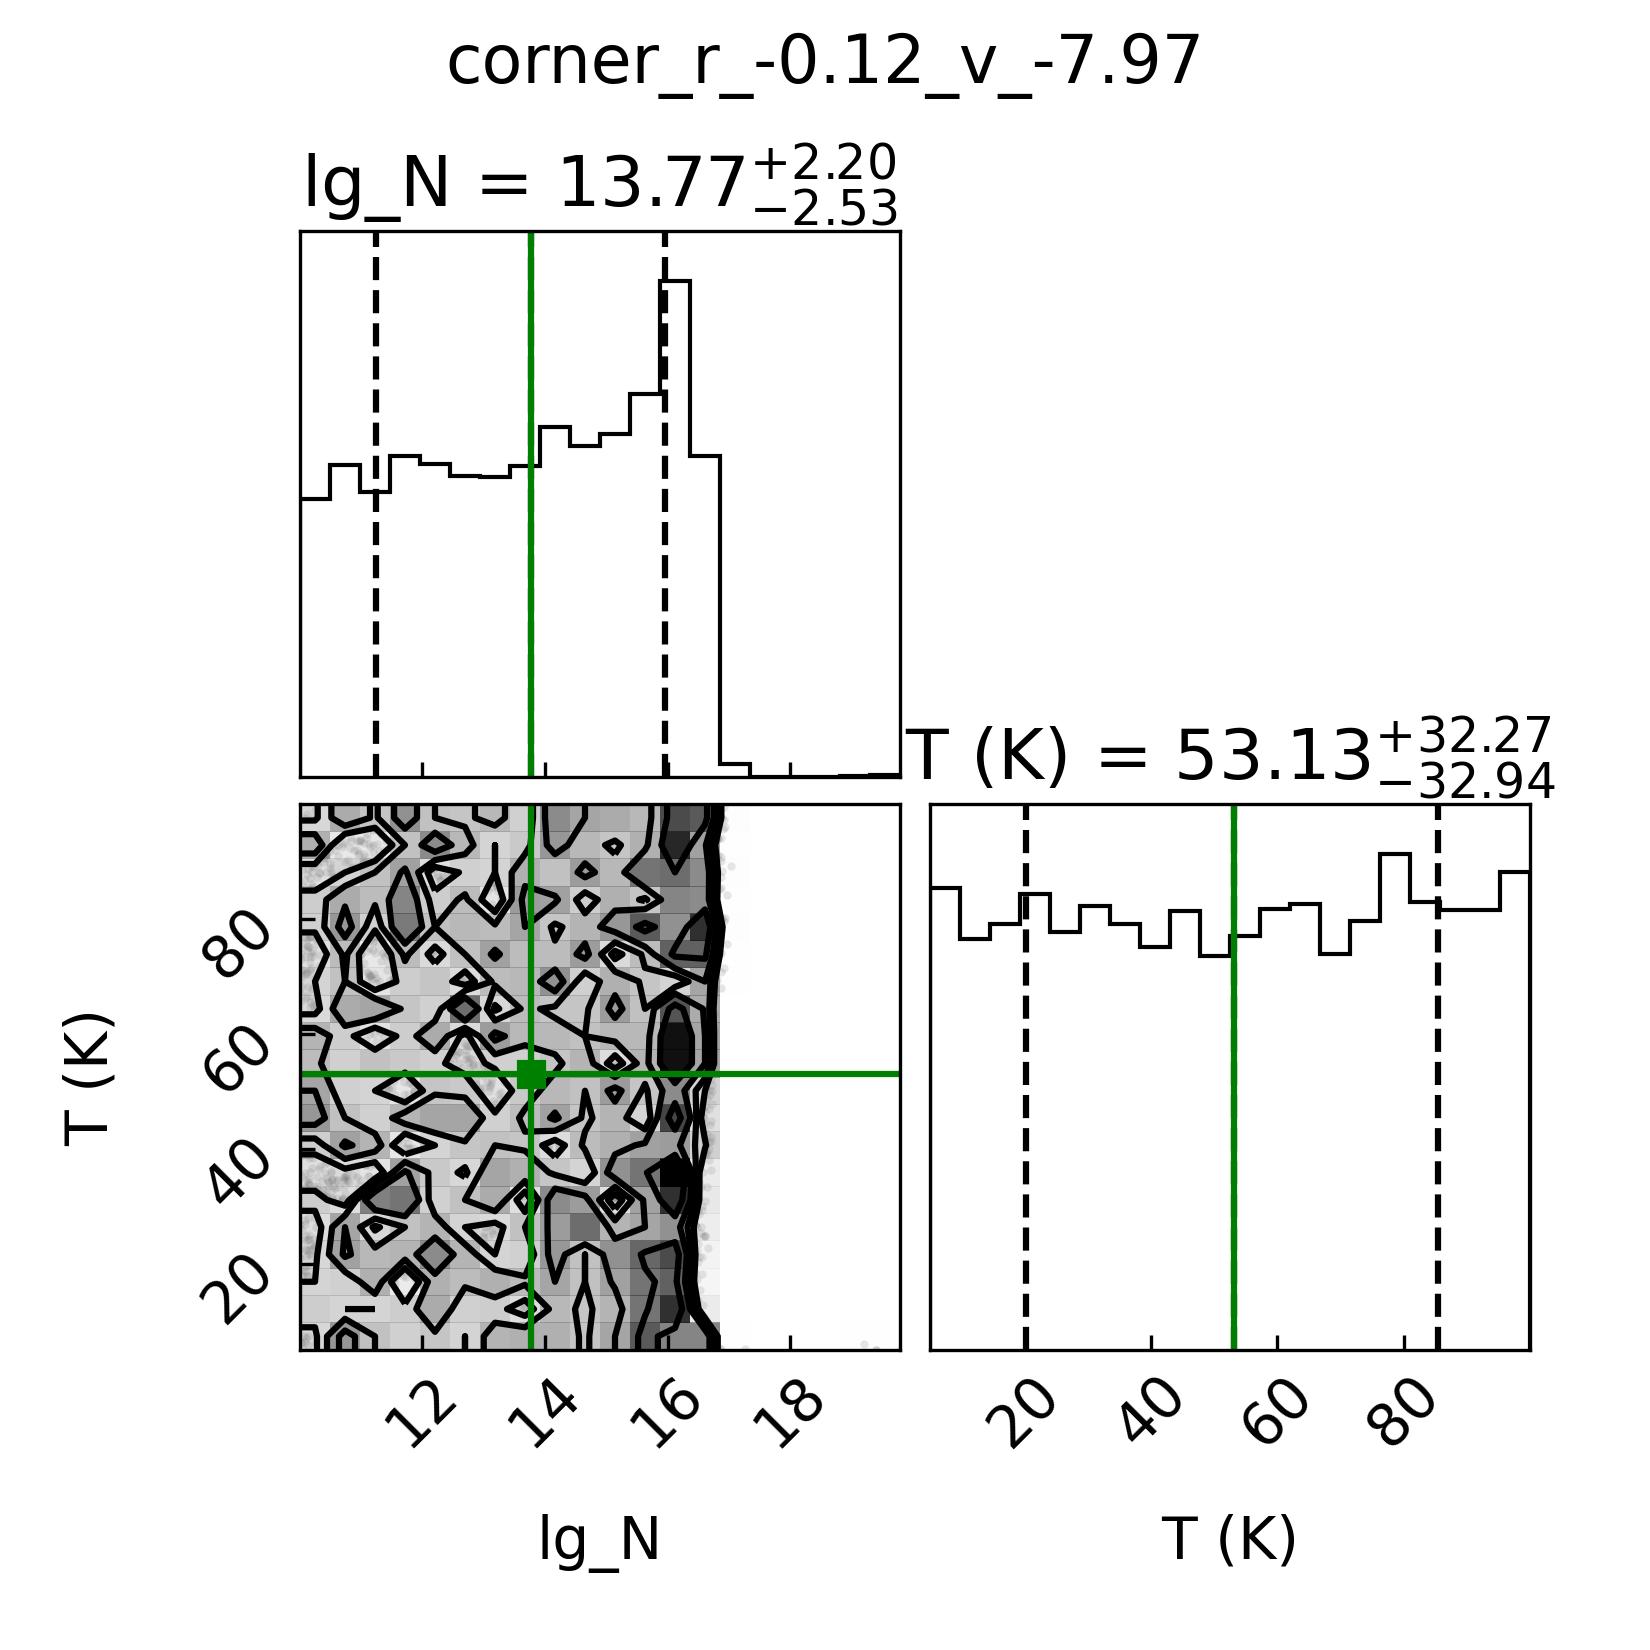 corner_r_-0.12_v_-7.97
lg_N = 13.77 +2.20 −2.53
T (K) = 53.13 +32.27 −32.94
T (K)
80
60
40
20
12 14 16 18
20 40 60 80
lg_N
T (K)